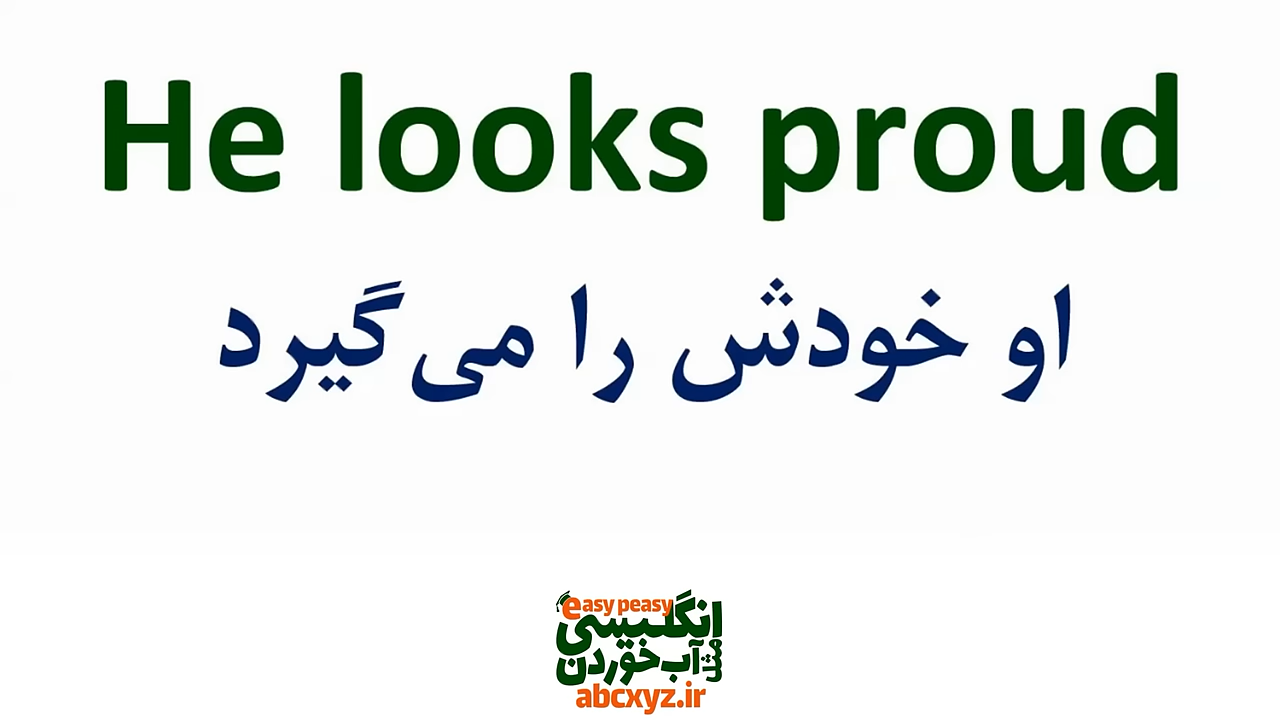 He looks proud
او خودش را می‌گیرد
easy peasy
انگلیسی
مثل آب خوردن
abcxyz.ir